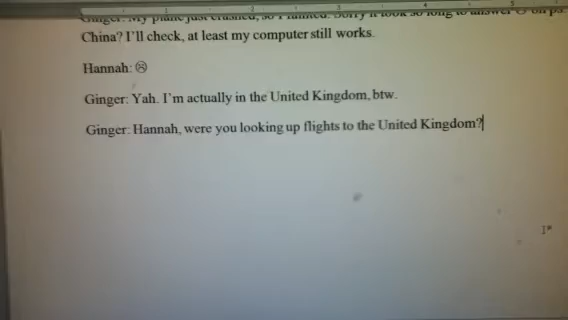 Ginger: My plane just crashed, so I fainted. Sorry it took so long to answer
China? I'll check, at least my computer still works.
Hannah: ☹
Ginger: Yah. I'm actually in the United Kingdom, btw.
Ginger: Hannah, were you looking up flights to the United Kingdom?